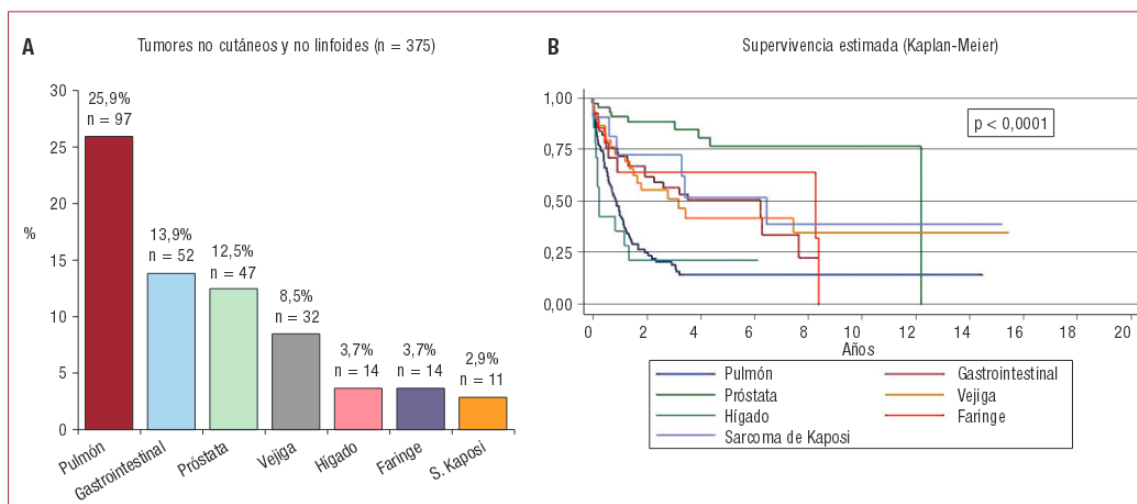 A
Tumores no cutáneos y no linfoides (n = 375)
30
25
20
15
10
5
0
%
25,9%
n = 97
13,9%
n = 52
12,5%
n = 47
8,5%
n = 32
3,7%
n = 14
3,7%
n = 14
2,9%
n = 11
Pulmón
Gastrointestinal
Próstata
Vejiga
Hígado
Faringe
S. Kaposi
B
Supervivencia estimada (Kaplan-Meier)
p < 0,0001
1,00
0,75
0,50
0,25
0,00
0 2 4 6 8 10 12 14 16 18 20
Años
Pulmón
Gastrointestinal
Próstata
Vejiga
Hígado
Faringe
Sarcoma de Kaposi